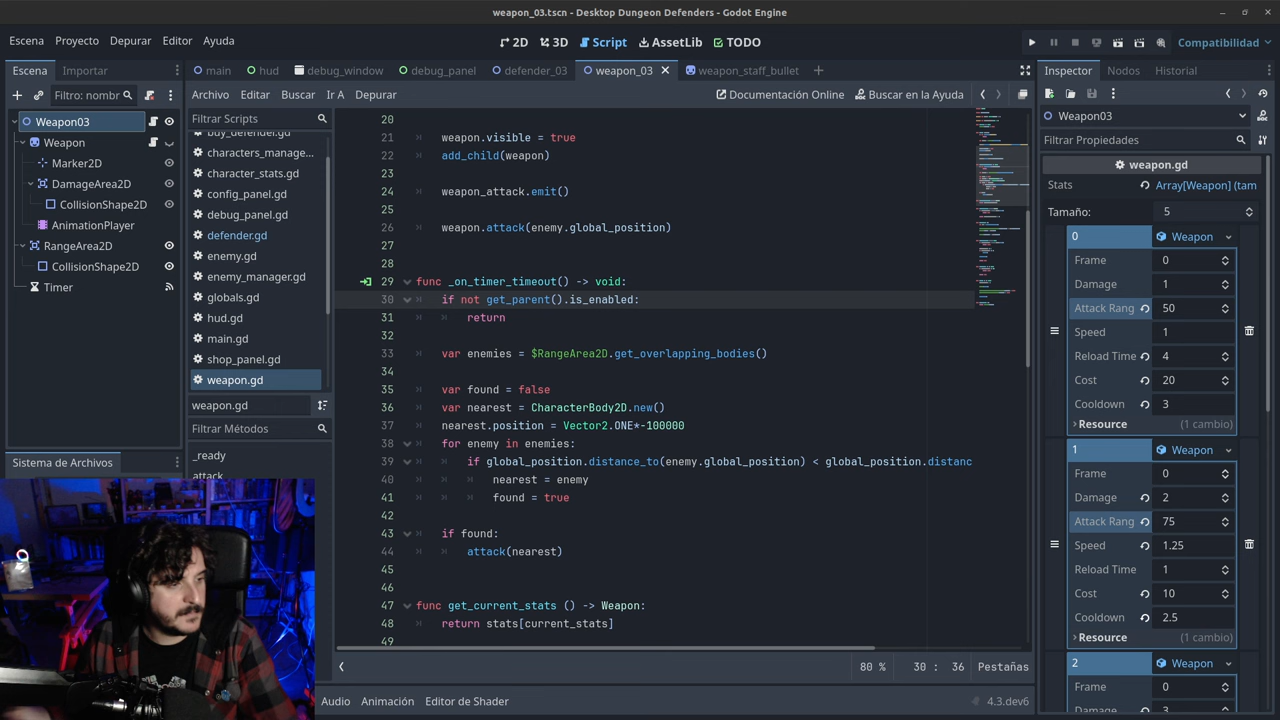 weapon_03.tscn - Desktop Dungeon Defenders - Godot Engine
Escena Proyecto Depurar Editor Ayuda
2D 3D Script AssetLib TODO
Compatibilidad
Escena Importar
main hud debug_window debug_panel defender_03 weapon_03 weapon_staff_bullet
Inspector Nodos Historial
Filtro: nombr
Archivo Editar Buscar Ir A Depurar
Documentación Online Buscar en la Ayuda
Weapon03
Weapon
Marker2D
DamageArea2D
CollisionShape2D
AnimationPlayer
RangeArea2D
CollisionShape2D
Timer
Sistema de Archivos
Filtrar Scripts
buy_defender.gd
characters_manage...
character_stats.gd
config_panel.gd
debug_panel.gd
defender.gd
enemy.gd
enemy_manager.gd
globals.gd
hud.gd
main.gd
shop_panel.gd
weapon.gd
weapon.gd
Filtrar Métodos
_ready
attack
20
21 weapon.visible = true
22 add_child(weapon)
23
24 weapon_attack.emit()
25
26 weapon.attack(enemy.global_position)
27
28
29 func _on_timer_timeout() -> void:
30 if not get_parent().is_enabled:
31 return
32
33 var enemies = $RangeArea2D.get_overlapping_bodies()
34
35 var found = false
36 var nearest = CharacterBody2D.new()
37 nearest.position = Vector2.ONE*-100000
38 for enemy in enemies:
39 if global_position.distance_to(enemy.global_position) < global_position.distanc
40 nearest = enemy
41 found = true
42
43 if found:
44 attack(nearest)
45
46
47 func get_current_stats () -> Weapon:
48 return stats[current_stats]
49
80 % 30 : 36 Pestañas
Audio Animación Editor de Shader
4.3.dev6
Weapon03
Filtrar Propiedades
weapon.gd
Stats Array[Weapon] (tam
Tamaño: 5
0 Weapon
Frame 0
Damage 1
Attack Rang 50
Speed 1
Reload Time 4
Cost 20
Cooldown 3
Resource (1 cambio)
1 Weapon
Frame 0
Damage 2
Attack Rang 75
Speed 1.25
Reload Time 1
Cost 10
Cooldown 2.5
Resource (1 cambio)
2 Weapon
Frame 0
Damage 3